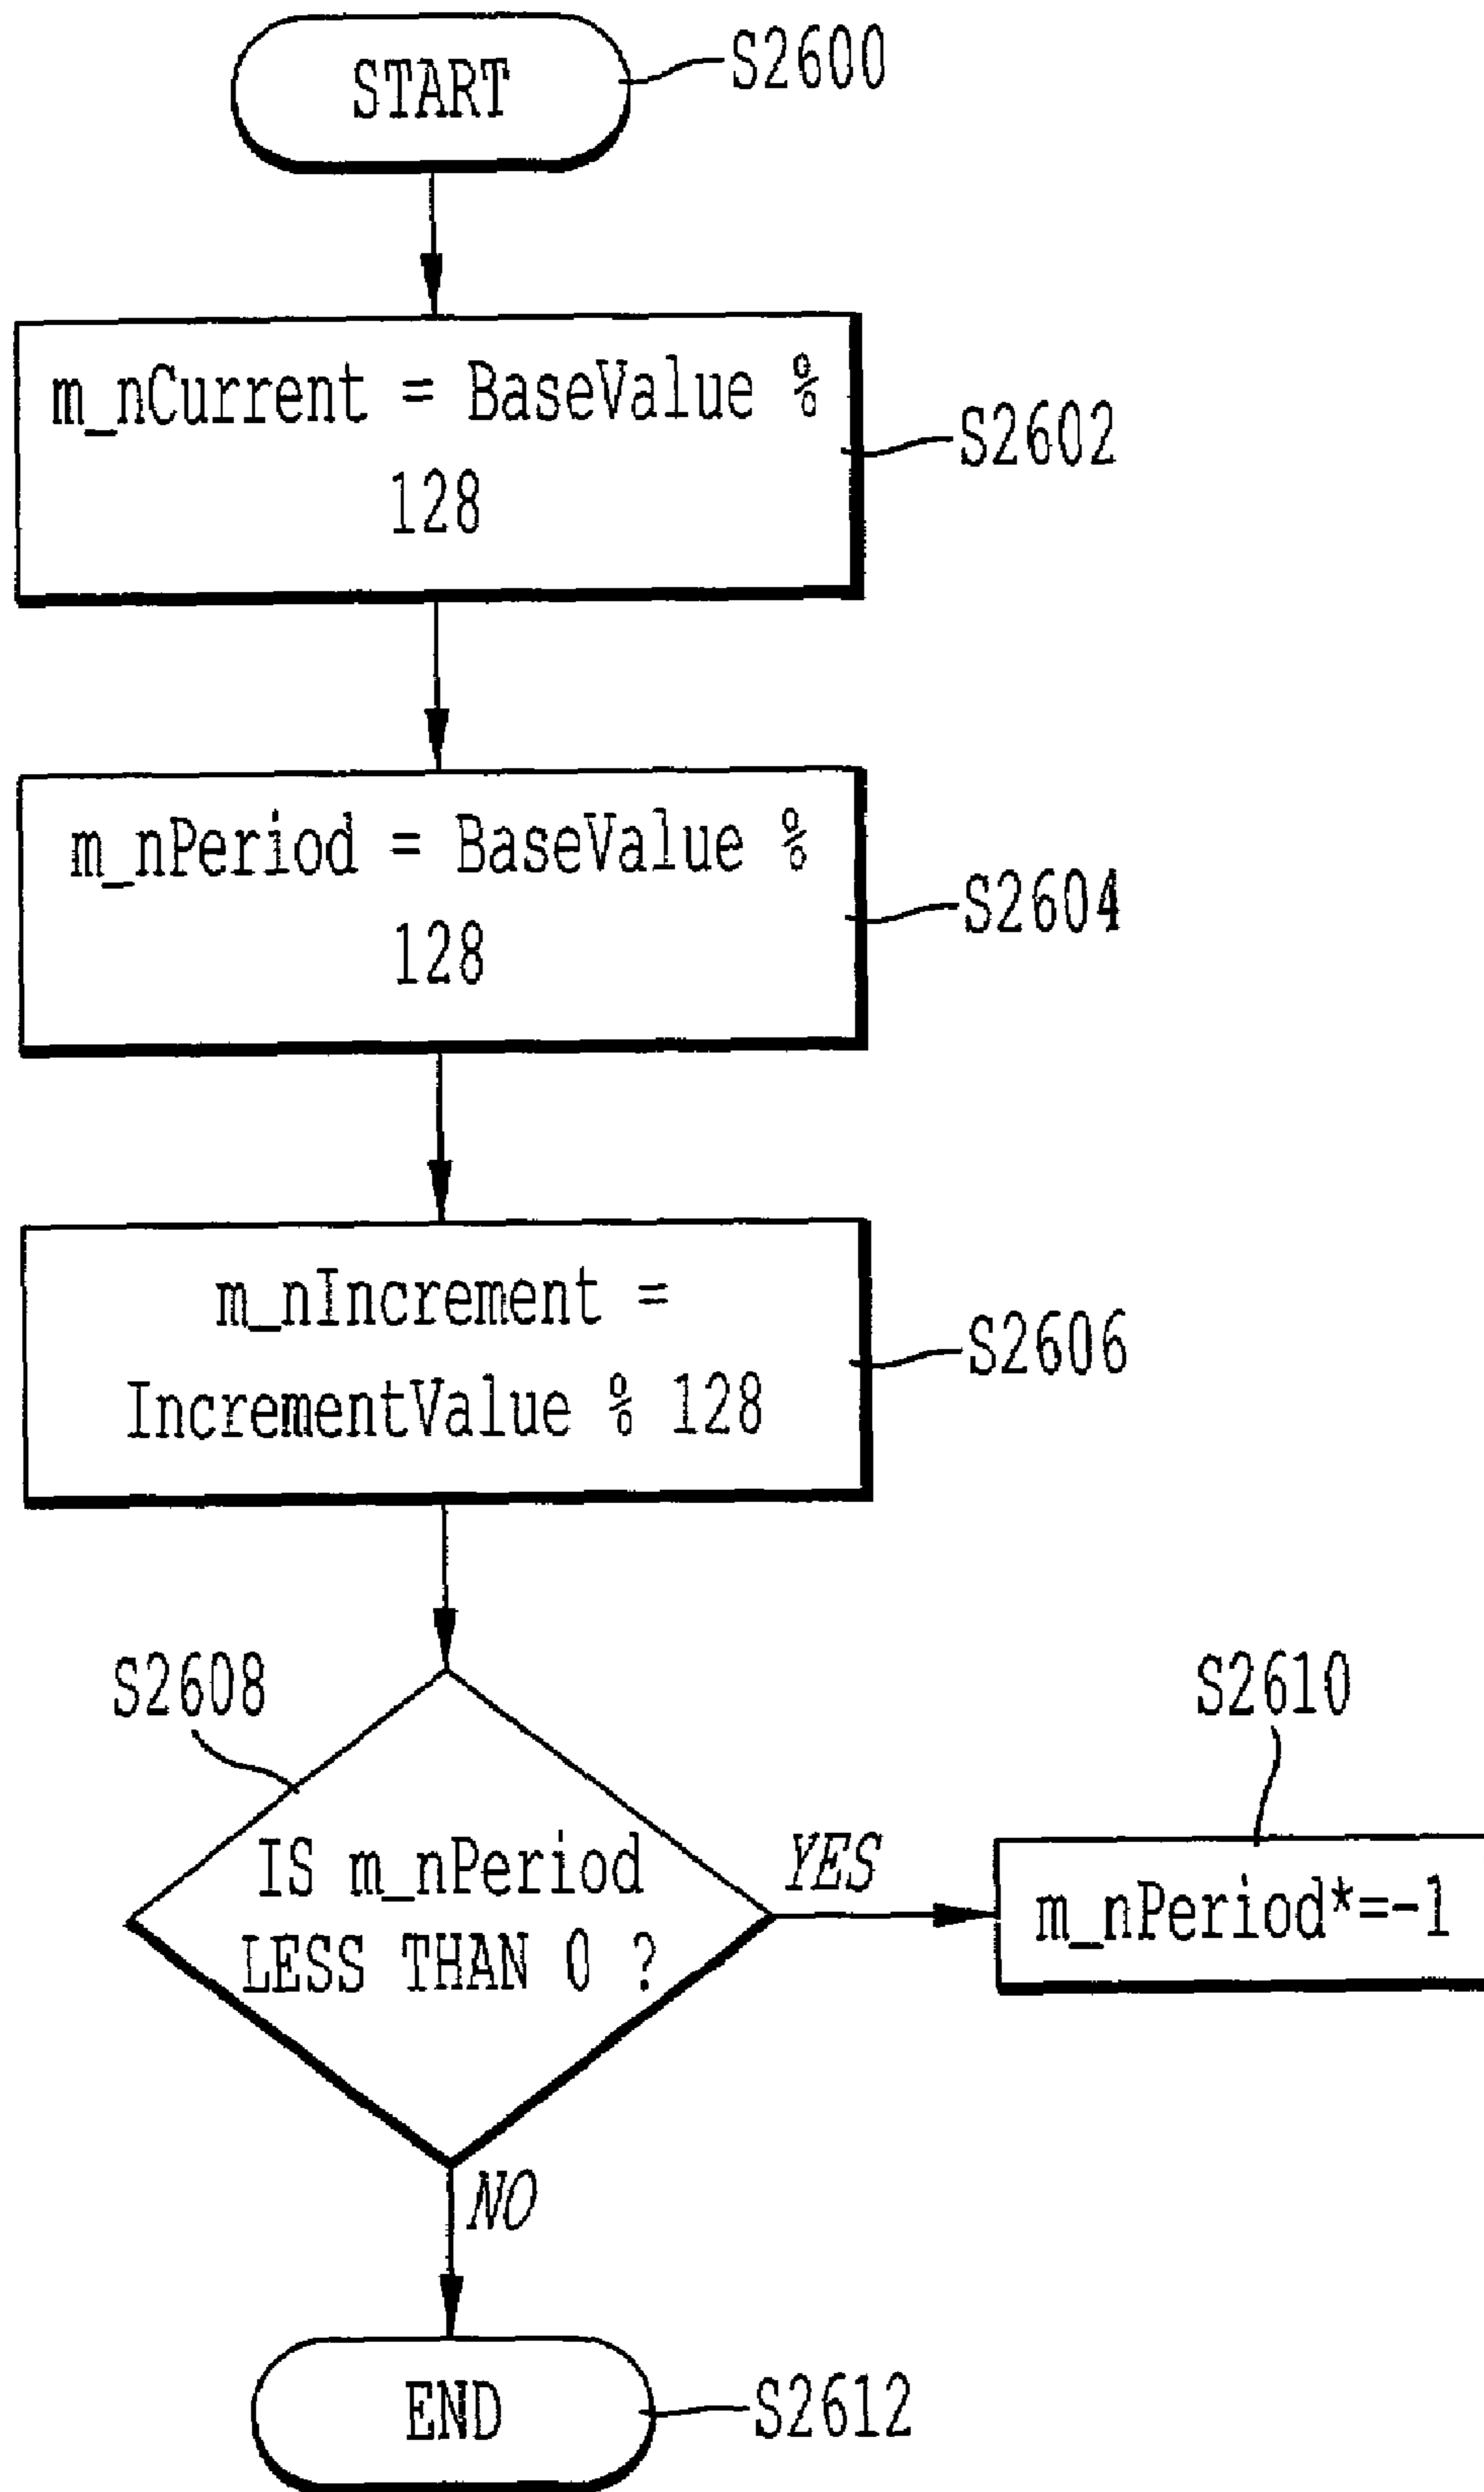 START
S2600
m_nCurrent = BaseValue %
128
S2602
m_nPeriod = BaseValue %
128
S2604
m_nIncrement =
IncrementValue % 128
S2606
S2608
IS m_nPeriod
LESS THAN 0 ?
YES
S2610
m_nPeriod*=-1
NO
END
S2612